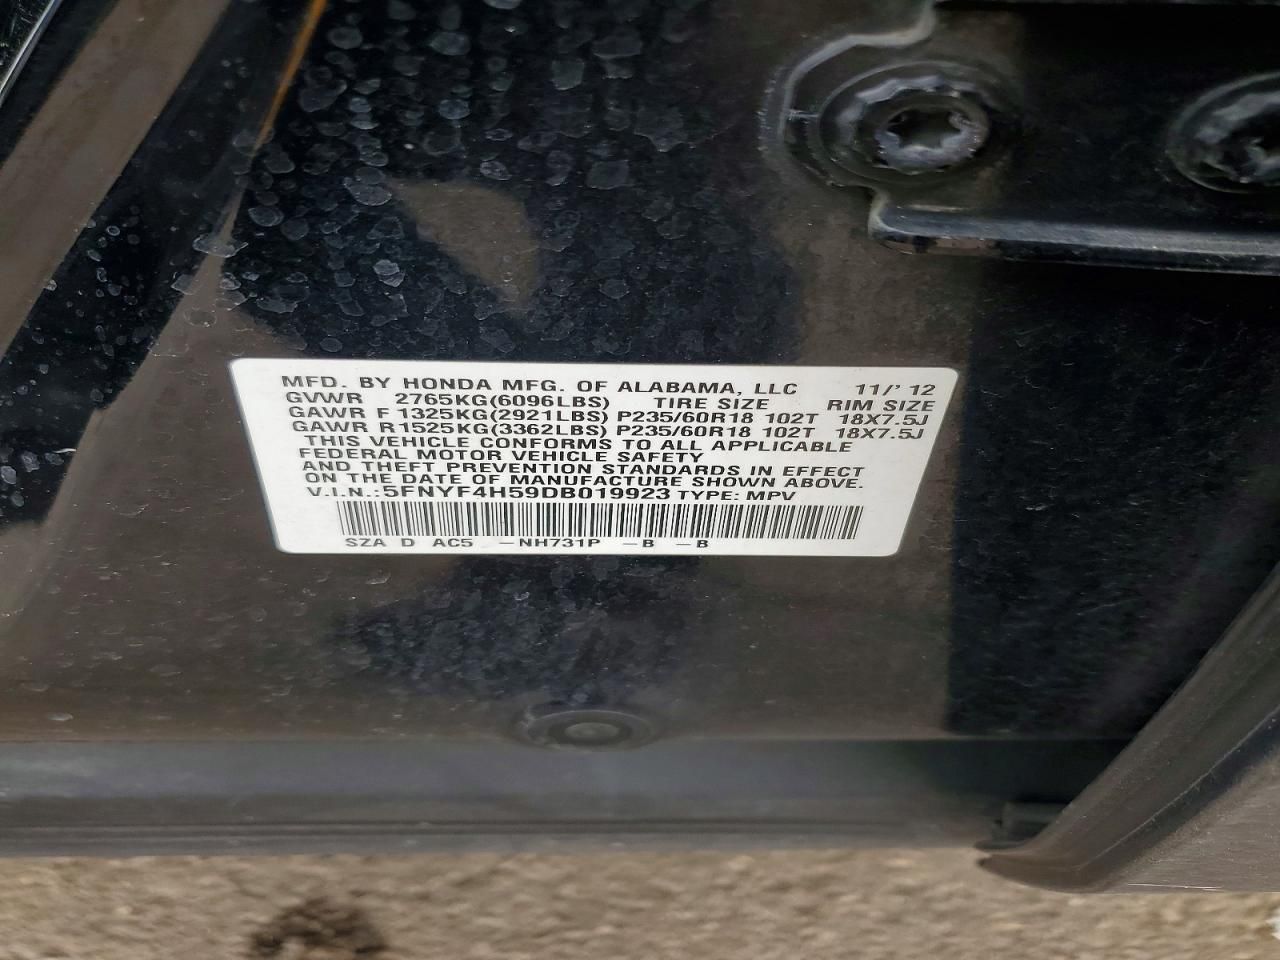 MFD. BY HONDA MFG. OF ALABAMA, LLC 11/' 12
GVWR 2765KG(6096LBS) TIRE SIZE RIM SIZE
GAWR F 1325KG(2921LBS) P235/60R18 102T 18X7.5J
GAWR R1525KG(3362LBS) P235/60R18 102T 18X7.5J
THIS VEHICLE CONFORMS TO ALL APPLICABLE
FEDERAL MOTOR VEHICLE SAFETY
AND THEFT PREVENTION STANDARDS IN EFFECT
ON THE DATE OF MANUFACTURE SHOWN ABOVE.
V.I.N.:5FNYF4H59DB019923 TYPE: MPV
SZA D AC5 -NH731P -B -B